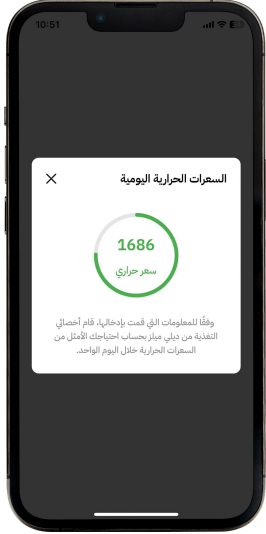 10:51
السعرات الحرارية اليومية
1686
سعر حراري
وفقًا للمعلومات التي قمت بإدخالها، قام أخصائي
التغذية من ديلي ميلز بحساب احتياجك الأمثل من
السعرات الحرارية خلال اليوم الواحد.